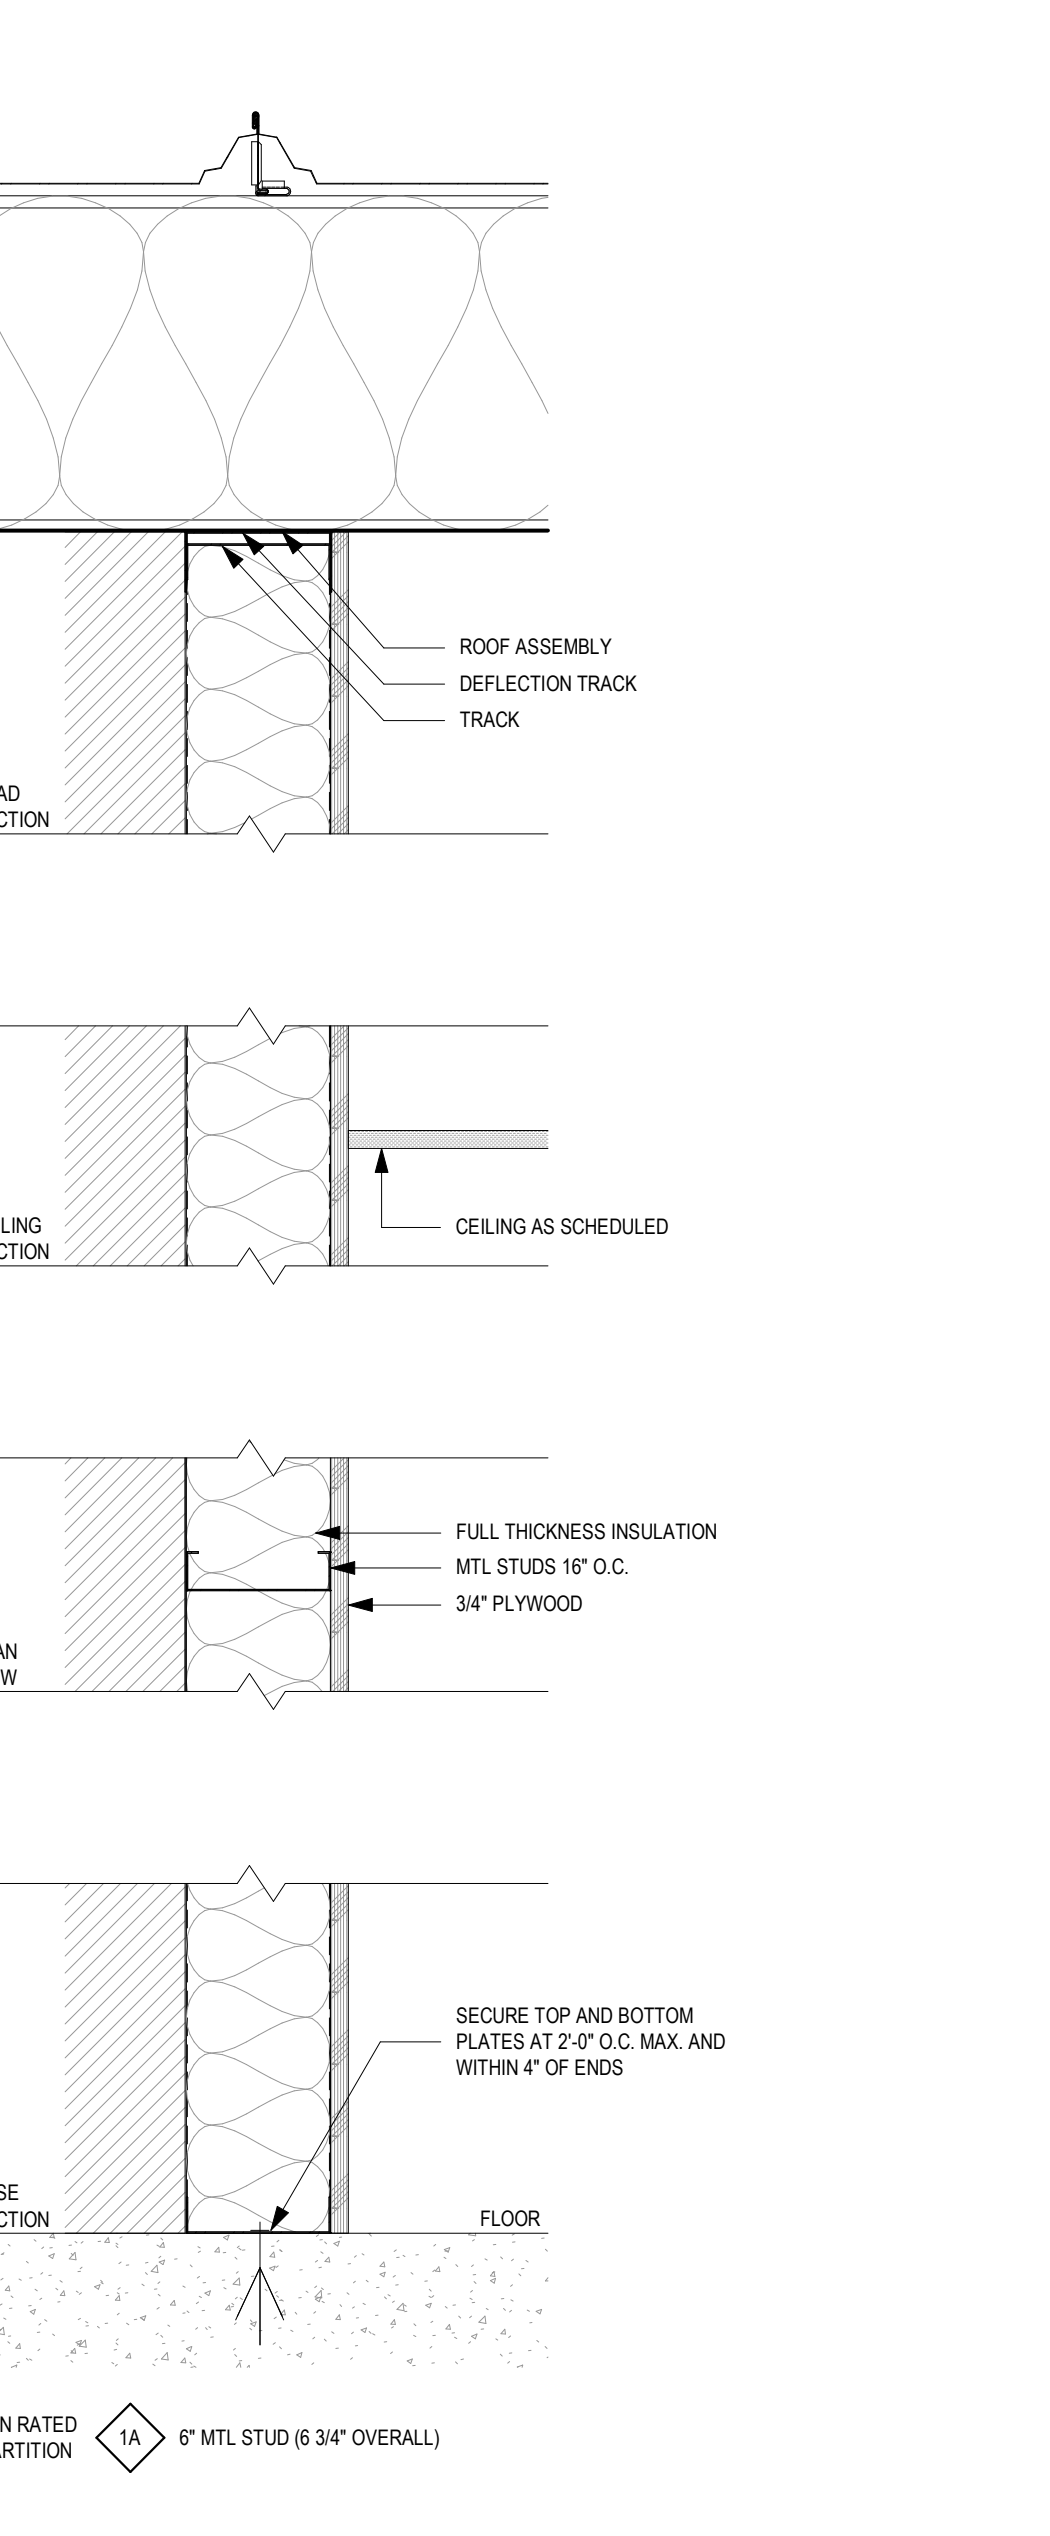 ROOF ASSEMBLY
DEFLECTION TRACK
TRACK
AD
CTION
CEILING AS SCHEDULED
LING
CTION
FULL THICKNESS INSULATION
MTL STUDS 16" O.C.
3/4" PLYWOOD
AN
W
SECURE TOP AND BOTTOM
PLATES AT 2'-0" O.C. MAX. AND
WITHIN 4" OF ENDS
SE
CTION
FLOOR
N RATED
ARTITION
1A
6" MTL STUD (6 3/4" OVERALL)